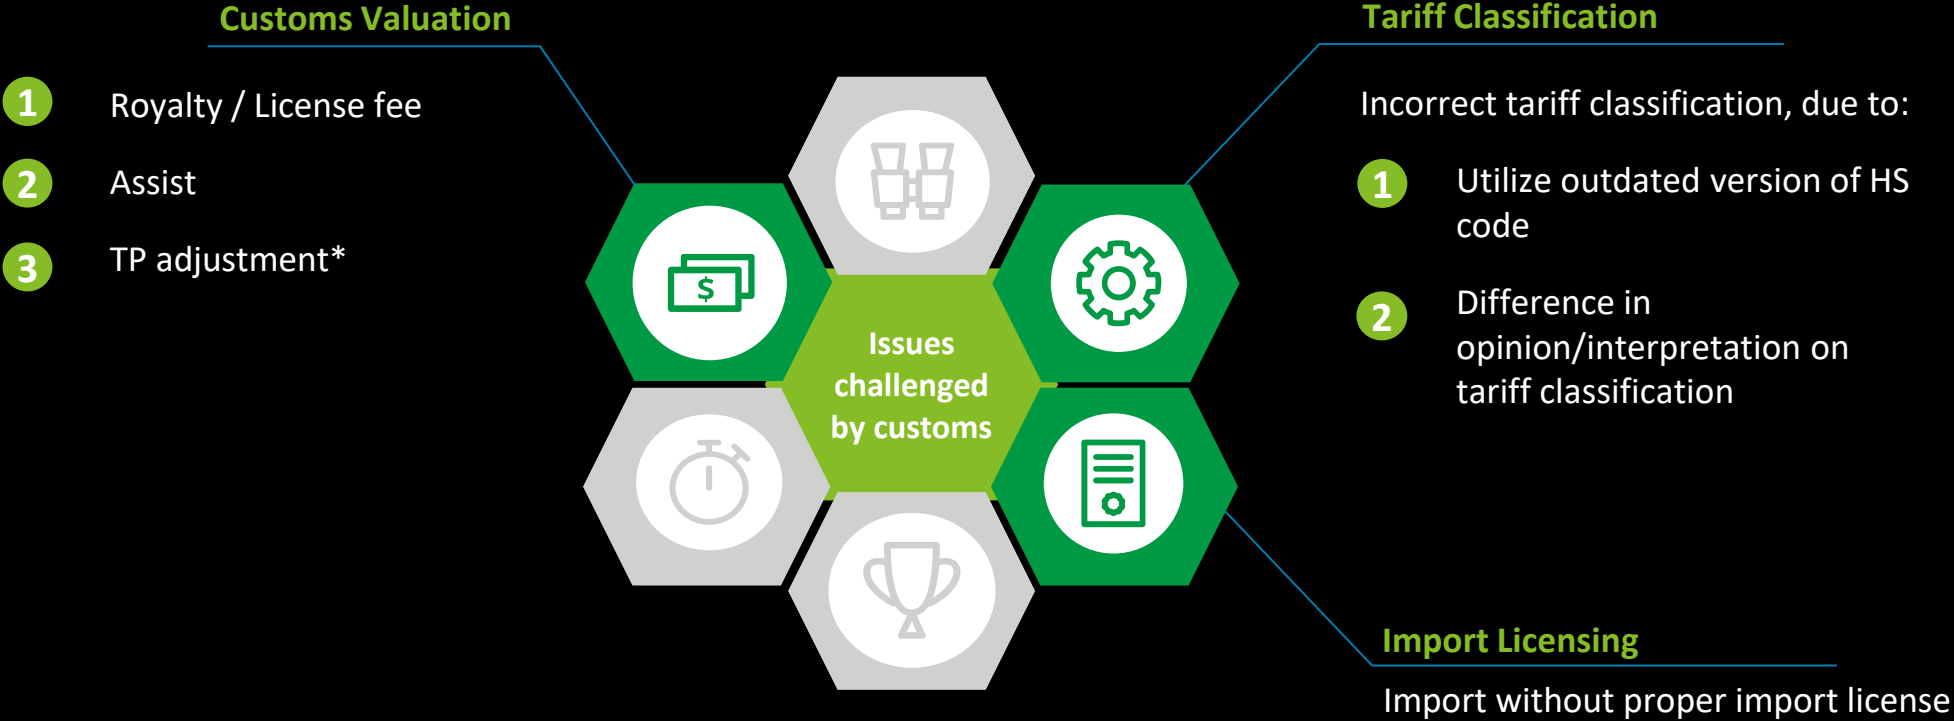 Customs Valuation
1 Royalty / License fee
2 Assist
3 TP adjustment*
$
Issues
challenged
by customs
Tariff Classification
Incorrect tariff classification, due to:
1 Utilize outdated version of HS
code
2 Difference in
opinion/interpretation on
tariff classification
Import Licensing
Import without proper import license